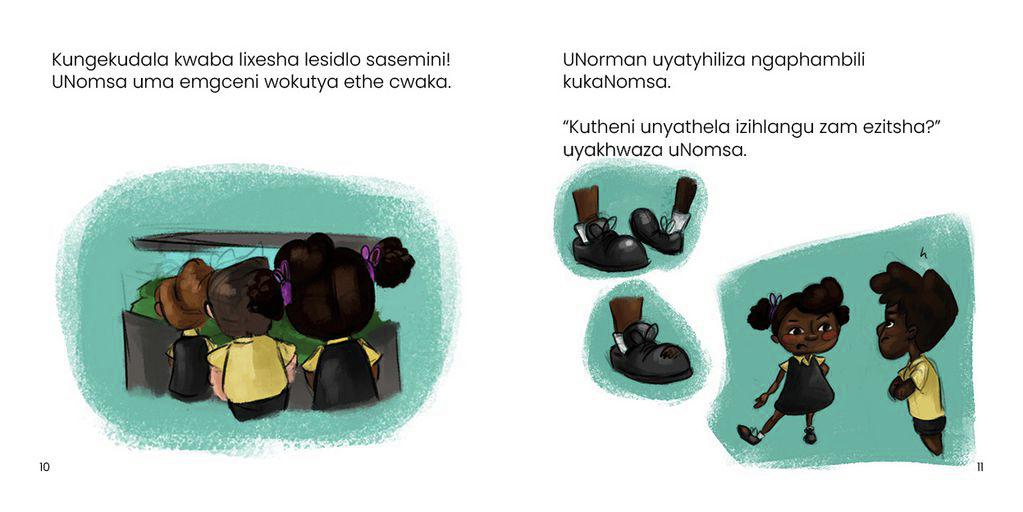 Kungekudala kwaba lixesha lesidlo sasemini!
UNomsa uma emgceni wokutya ethe cwaka.
10
UNorman uyatyhiliza ngaphambili
kukaNomsa.
“Kutheni unyathela izihlangu zam ezitsha?”
uyakhwaza uNomsa.
11